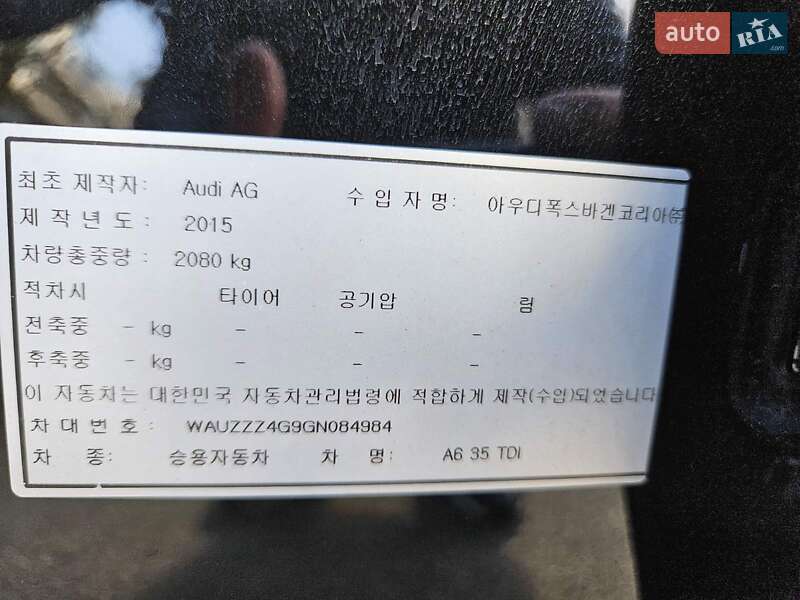 auto RIA .com
최초 제작자: Audi AG 수 입 자 명: 아우디폭스바겐코리아㈜
제 작 년 도 : 2015
차량총중량 : 2080 kg
적차시 타이어 공기압 림
전축중 - kg - - -
후축중 - kg - - -
이 자동차는 대한민국 자동차관리법령에 적합하게 제작(수입)되었습니다
차 대 번 호 : WAUZZZ4G9GN084984
차 종: 승용자동차 차 명: A6 35 TDI